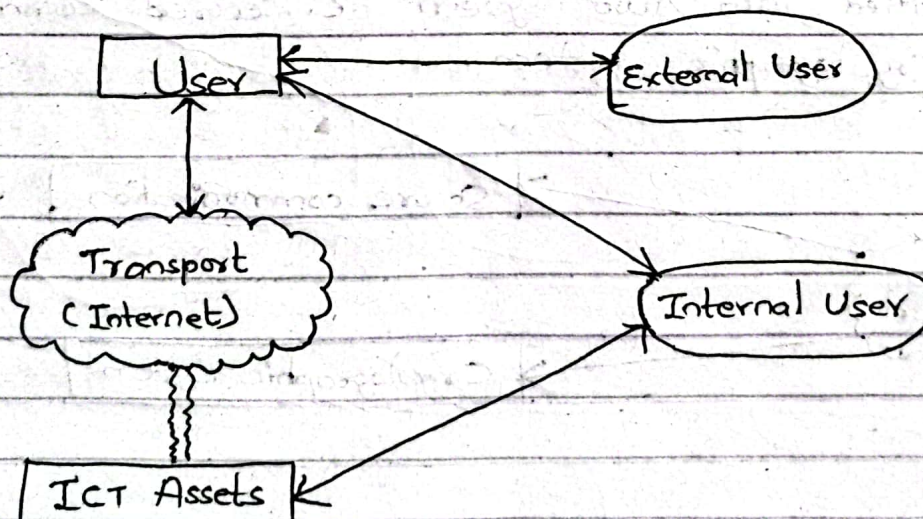 User
External User
Transport
(Internet)
Internal User
ICT Assets